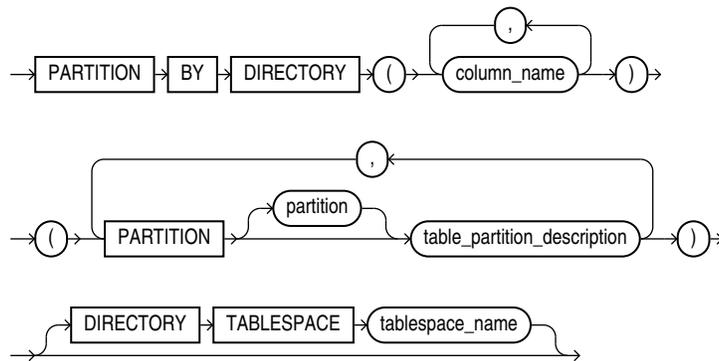 ,
PARTITION BY DIRECTORY ( column_name )
,
partition
( PARTITION table_partition_description )
DIRECTORY TABLESPACE tablespace_name